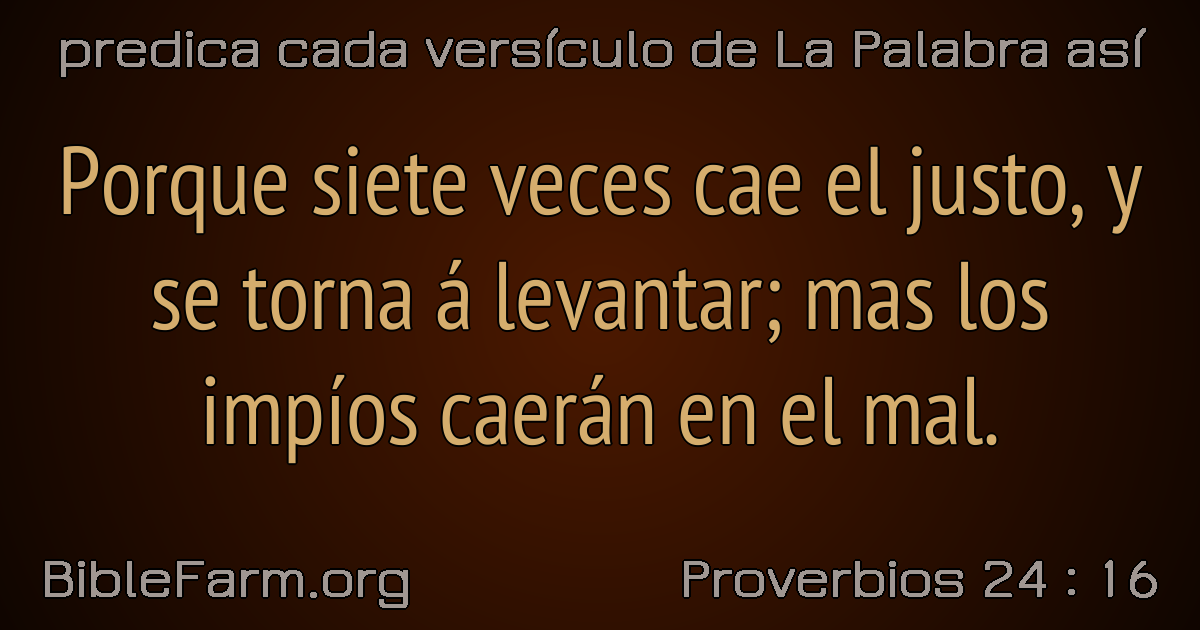 predica cada versículo de La Palabra así
Porque siete veces cae el justo, y
se torna á levantar; mas los
impíos caerán en el mal.
BibleFarm.org
Proverbios 24 : 16